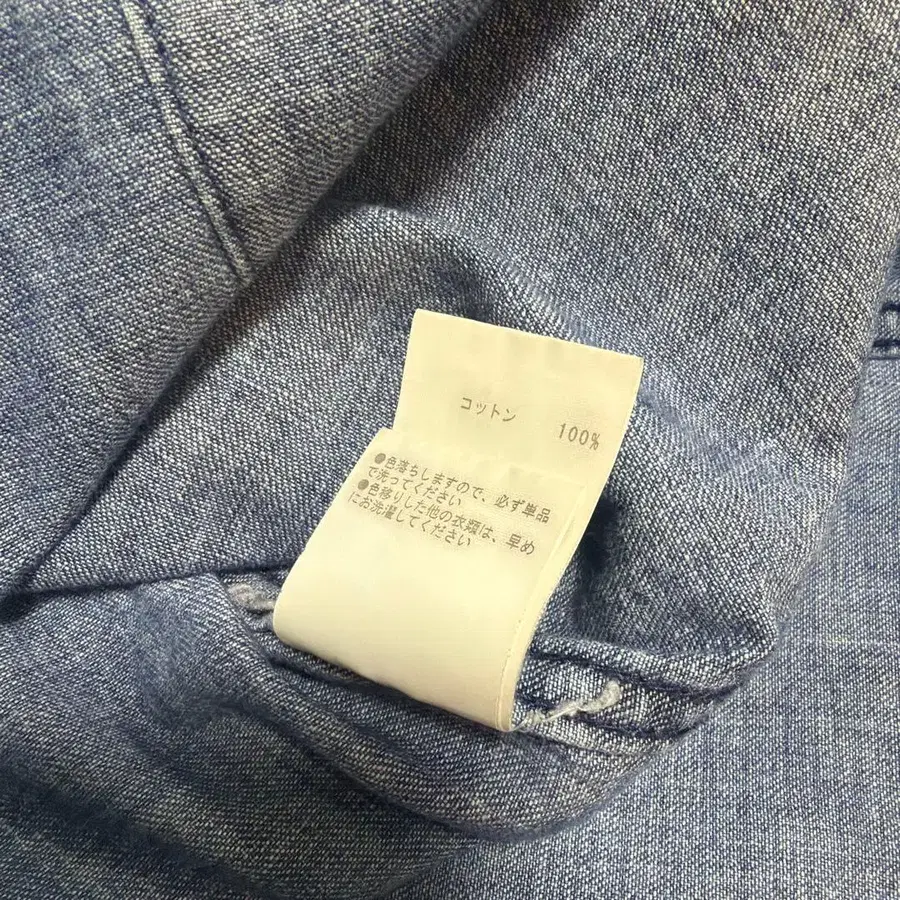 コットン
100%
●色落ちしますので、必ず単品
で洗ってください
●色移りした他の衣類は、早め
にお洗濯してください